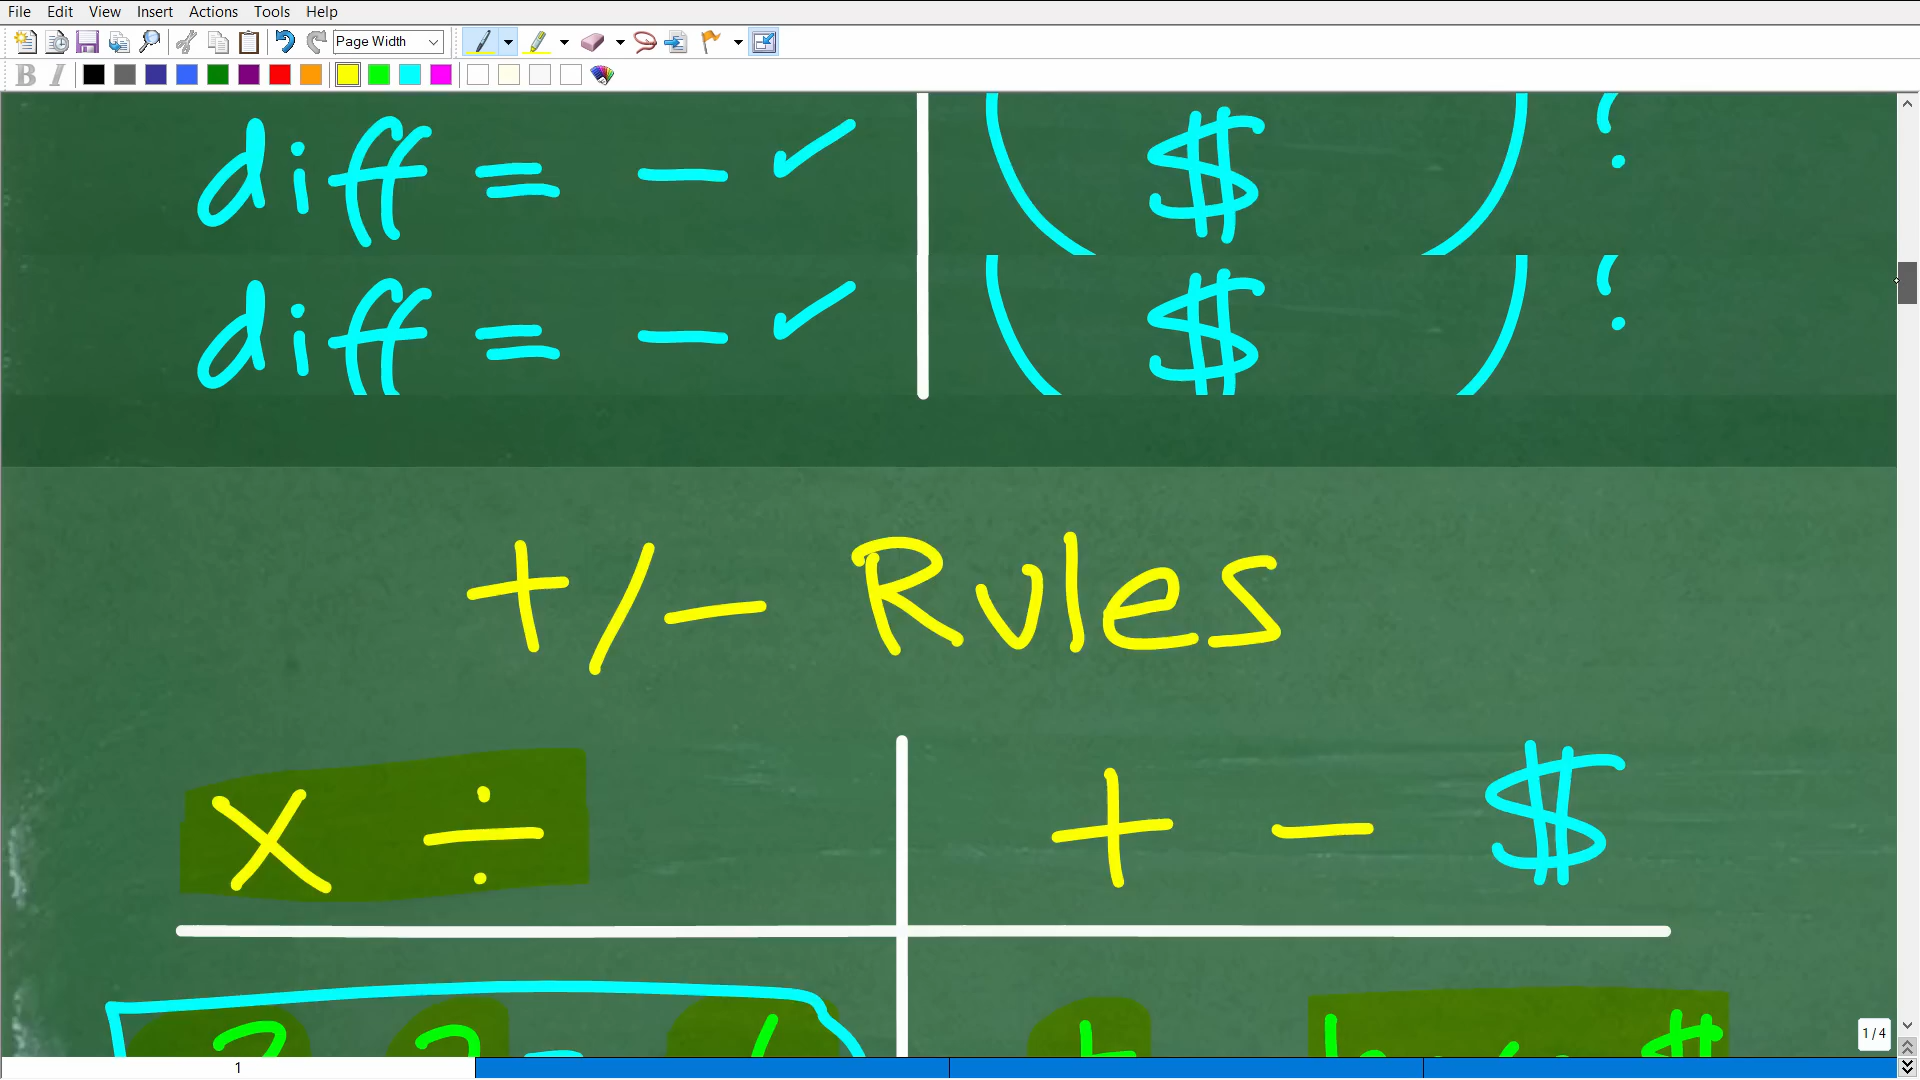 File Edit View Insert Actions Tools Help
Page Width
B I
diff = - ✓ ( $ ) ?
diff = - ✓ ( $ ) ?
+/- Rules
x ÷ + - $
1/4
1